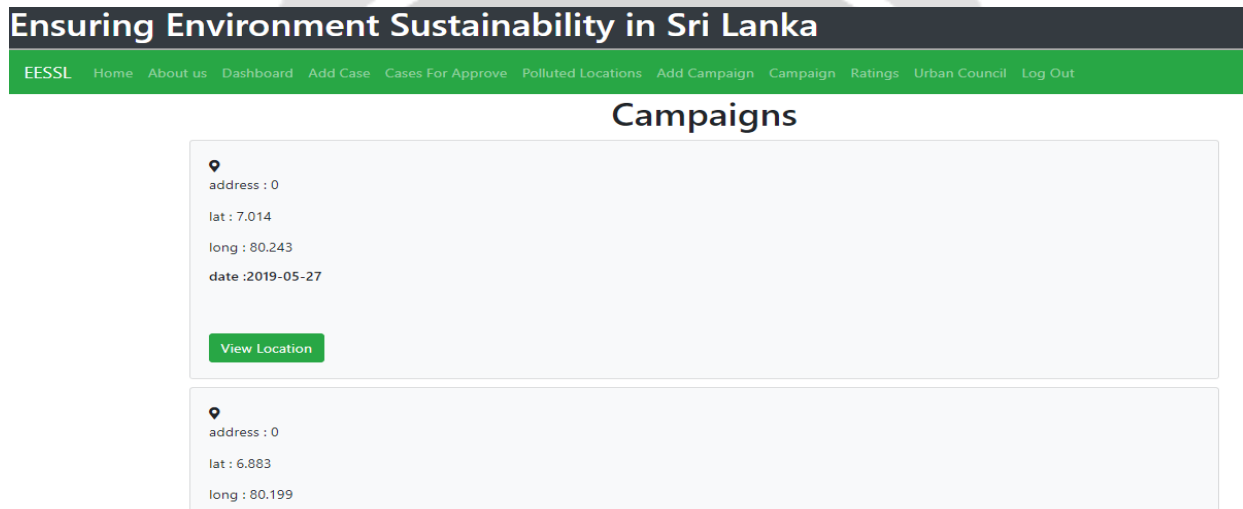 Ensuring Environment Sustainability in Sri Lanka
EESSL Home About us Dashboard Add Case Cases For Approve Polluted Locations Add Campaign Campaign Ratings Urban Council Log Out
Campaigns
address : 0
lat : 7.014
long : 80.243
date :2019-05-27
View Location
address : 0
lat : 6.883
long : 80.199